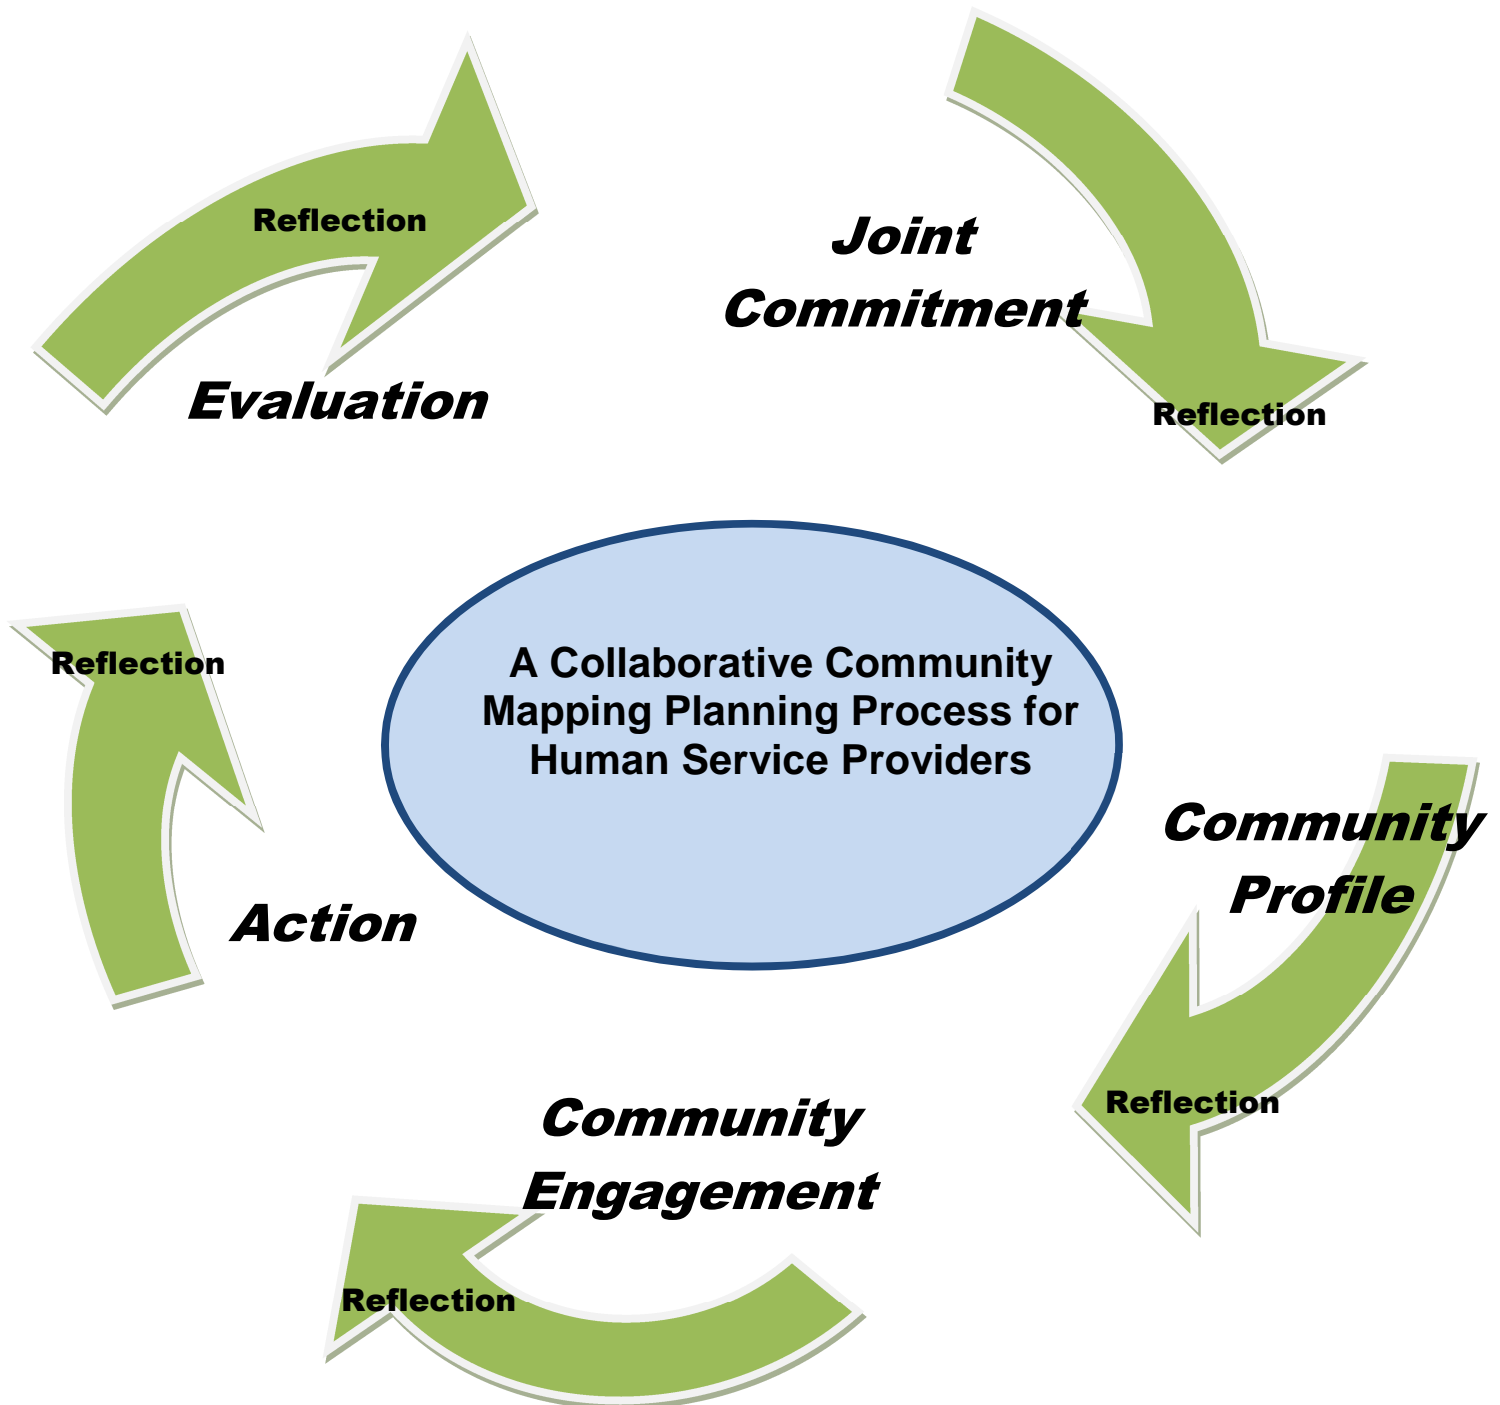 Reflection
Joint
Commitment
Evaluation
Reflection
Reflection
A Collaborative Community
Mapping Planning Process for
Human Service Providers
Community
Profile
Action
Reflection
Community
Engagement
Reflection